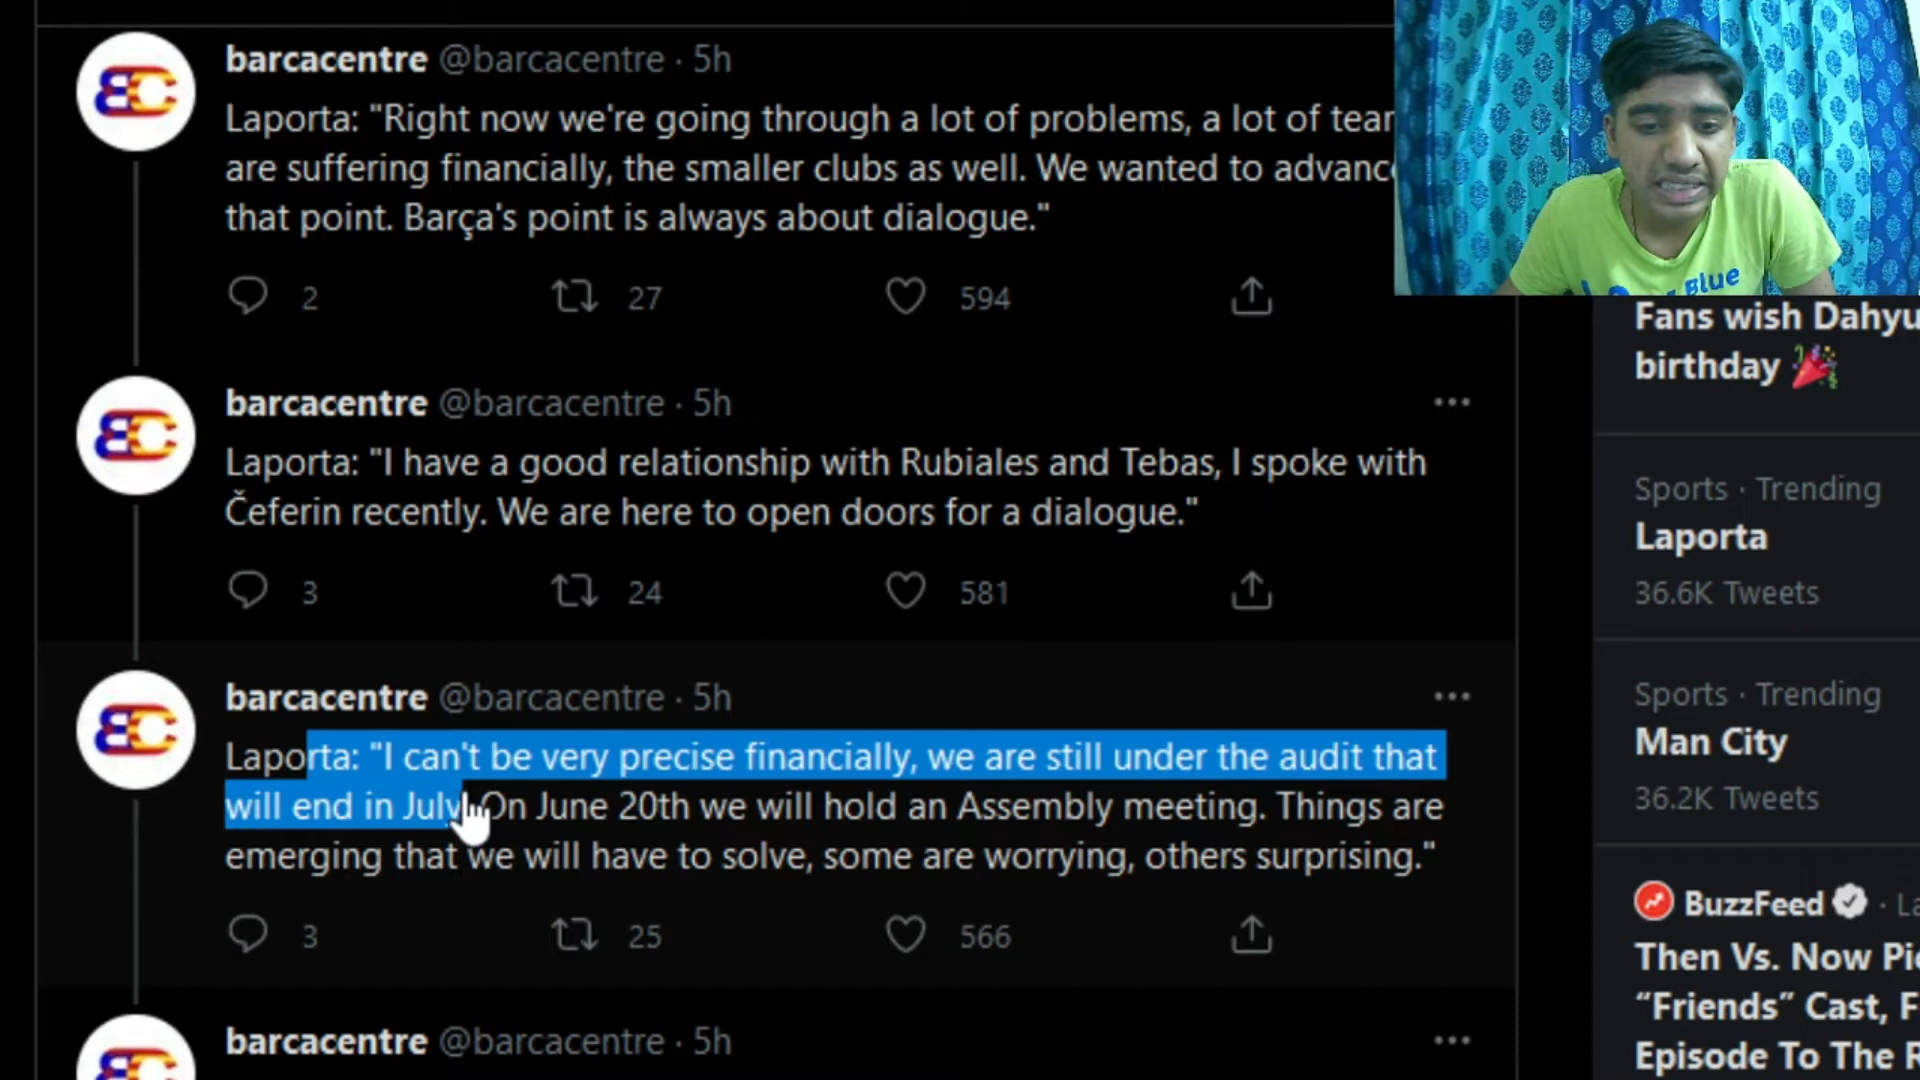 barcacentre @barcacentre · 5h
Laporta: "Right now we're going through a lot of problems, a lot of
are suffering financially, the smaller clubs as well. We wanted to
that point. Barça's point is always about dialogue."
2 27 594
barcacentre @barcacentre · 5h
Laporta: "I have a good relationship with Rubiales and Tebas, I spoke with
Čeferin recently. We are here to open doors for a dialogue."
3 24 581
barcacentre @barcacentre · 5h
Laporta: "I can't be very precise financially, we are still under the audit that
will end in July. On June 20th we will hold an Assembly meeting. Things are
emerging that we will have to solve, some are worrying, others surprising."
3 25 566
barcacentre @barcacentre · 5h
Blue
Fans wish
birthday
Sports · Trending
Laporta
36.6K Tweets
Sports · Trending
Man City
36.2K Tweets
BuzzFeed ·
Then Vs. Now
“Friends” Cast,
Episode To The